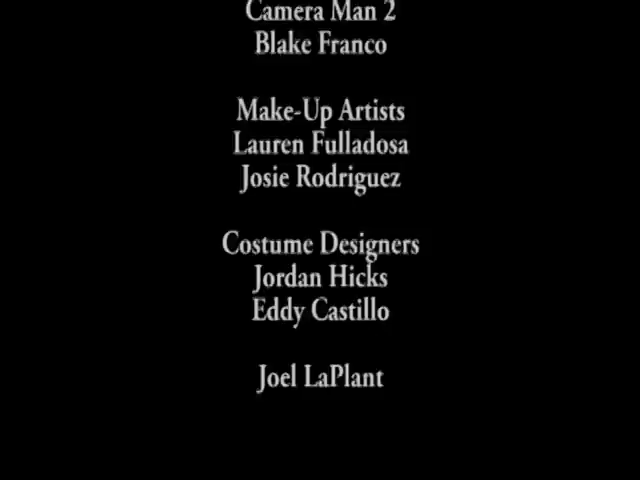 Camera Man 2
Blake Franco
Make-Up Artists
Lauren Fulladosa
Josie Rodriguez
Costume Designers
Jordan Hicks
Eddy Castillo
Joel LaPlant